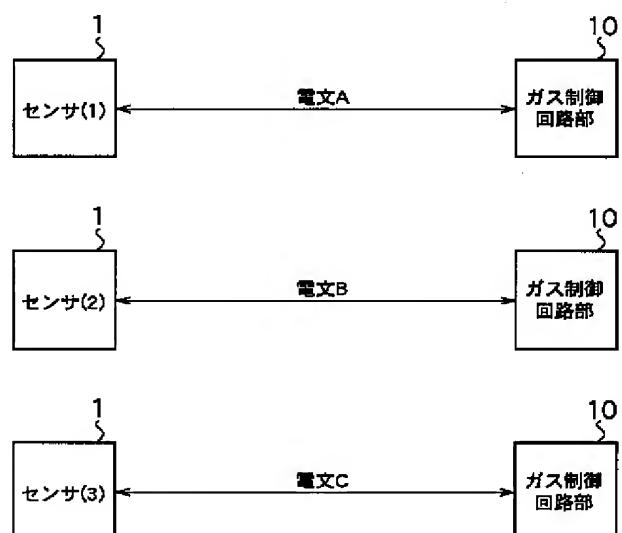 1
10
センサ(1)
電文A
ガス制御
回路部
1
10
センサ(2)
電文B
ガス制御
回路部
1
10
センサ(3)
電文C
ガス制御
回路部